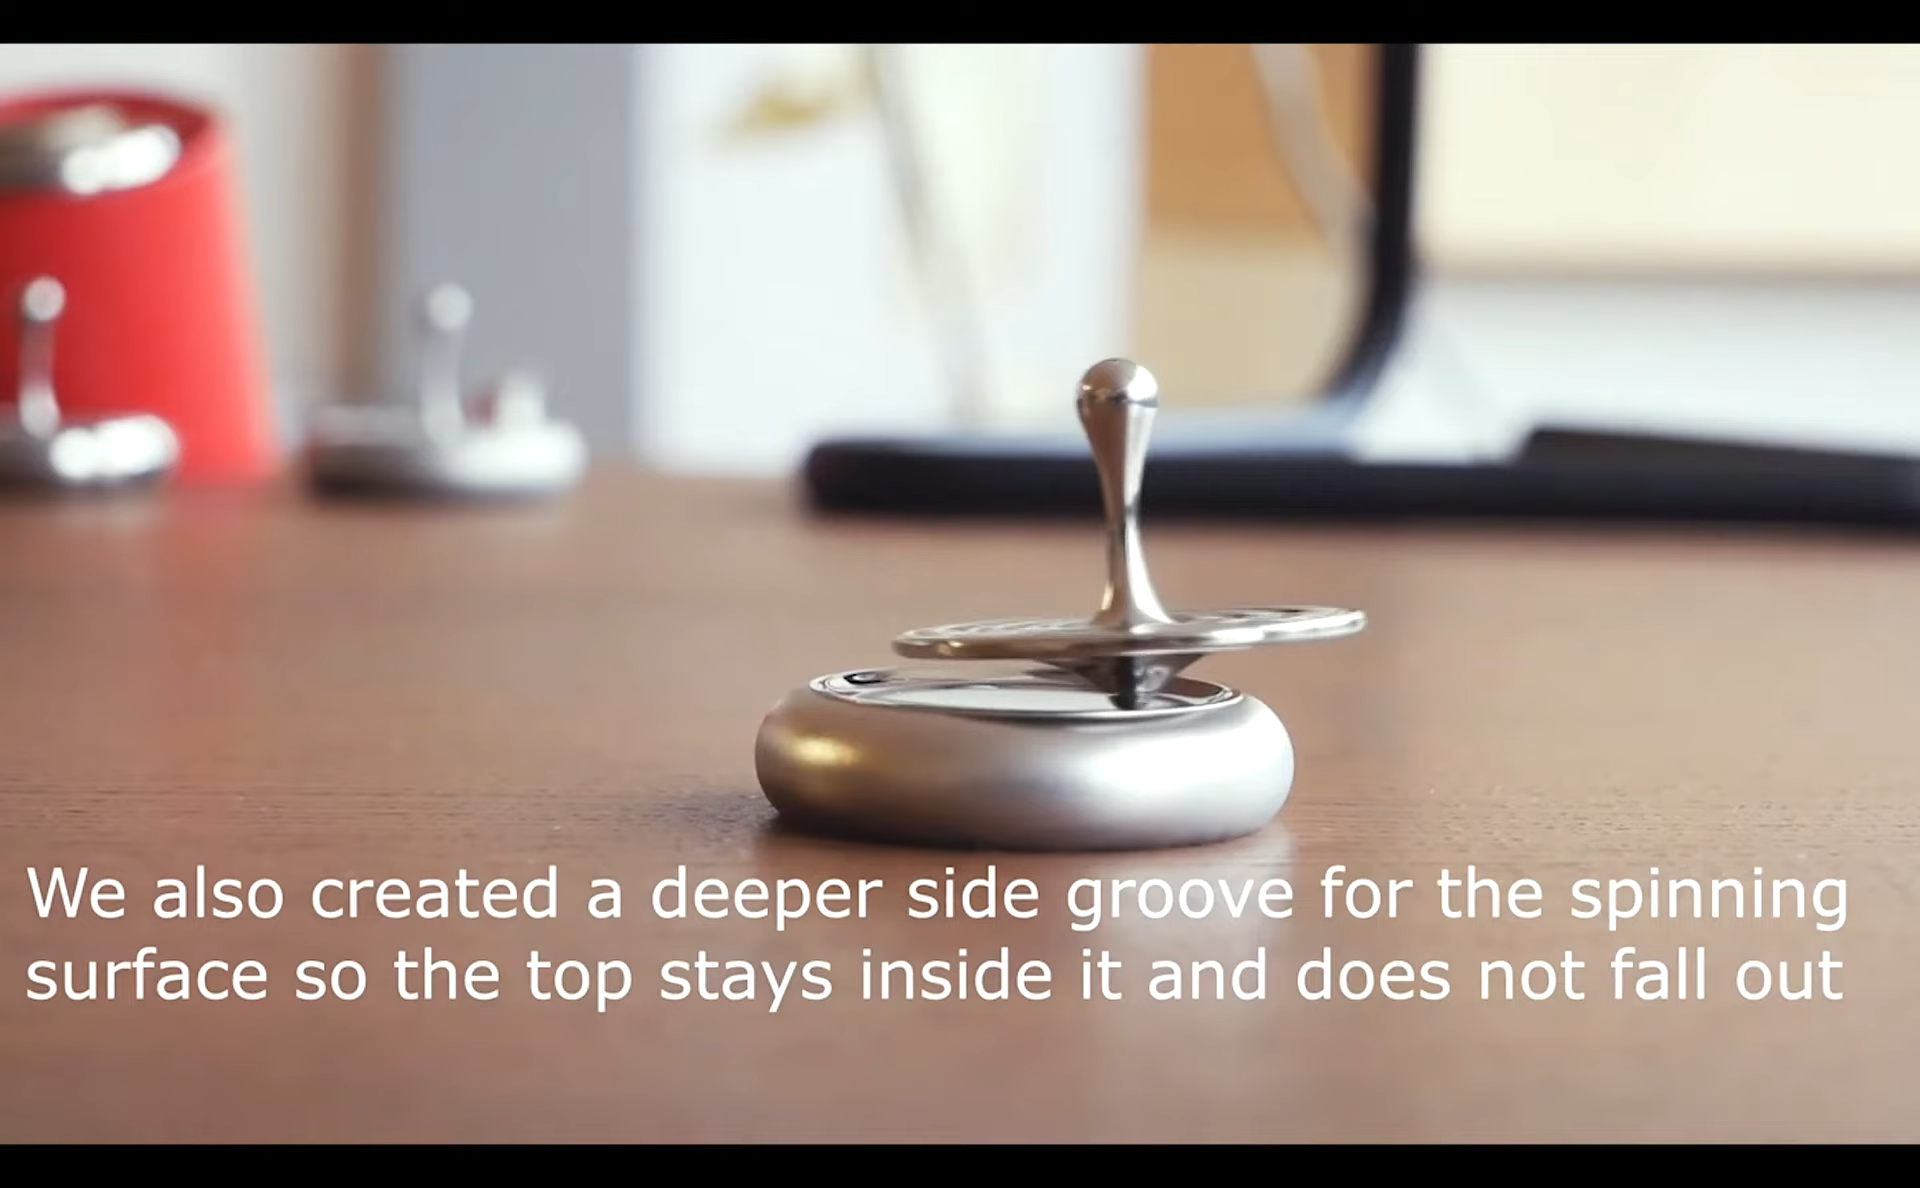 We also created a deeper side groove for the spinning
surface so the top stays inside it and does not fall out